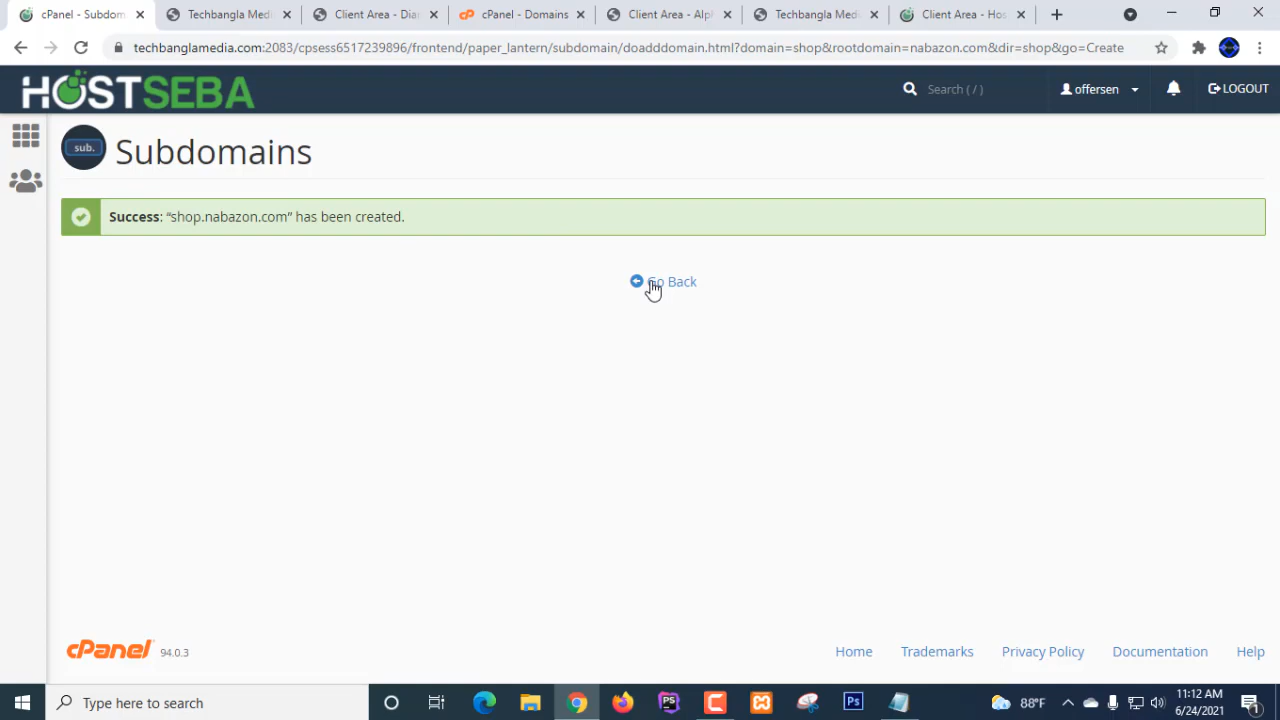 cPanel - Subdom
Techbangla Medi
Client Area - Dia
cPanel - Domains
Client Area - Alp
Techbangla Medi
Client Area - Hos
techbanglamedia.com:2083/cpsess6517239896/frontend/paper_lantern/subdomain/doadddomain.html?domain=shop&rootdomain=nabazon.com&dir=shop&go=Create
HOSTSEBA
Search ( / )
offersen
LOGOUT
sub.
Subdomains
Success: “shop.nabazon.com” has been created.
Go Back
cPanel 94.0.3
Home
Trademarks
Privacy Policy
Documentation
Help
Type here to search
PS
Ps
88°F
11:12 AM
6/24/2021
1